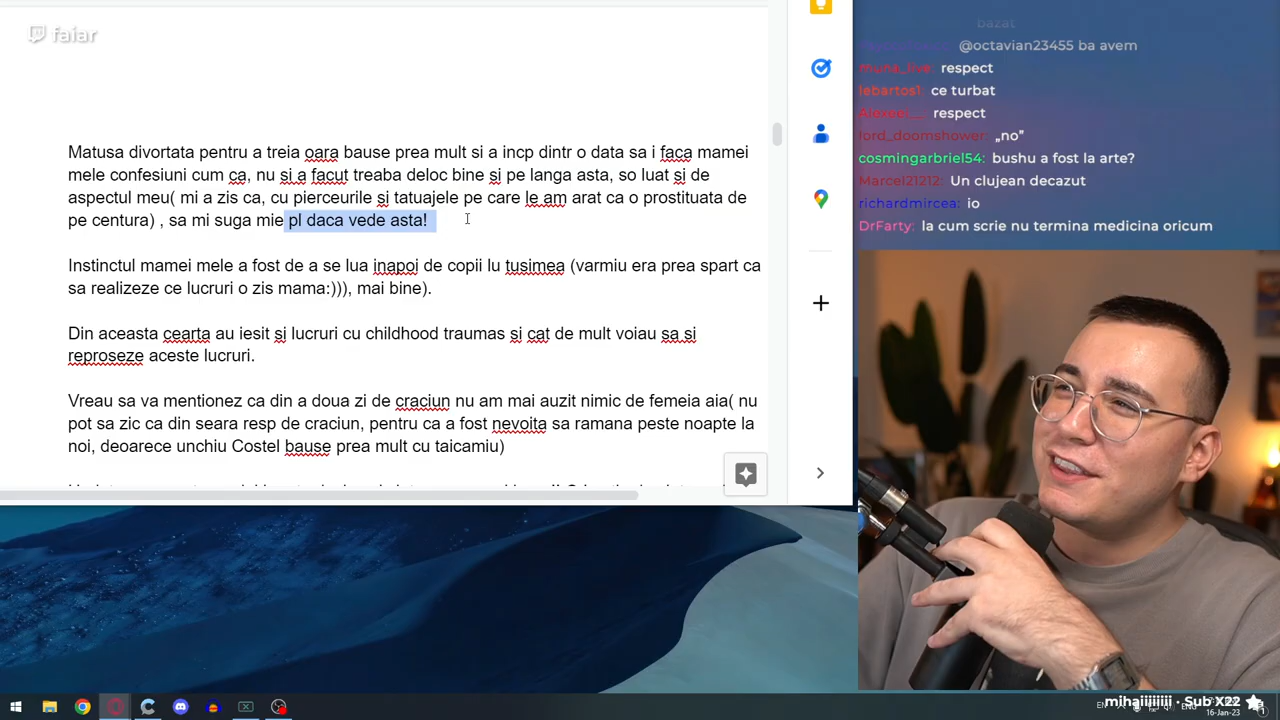 faiar
Matusa divortata pentru a neia oara bause prea mult si a incp dintr o data sa i faca mamei
mele confesiuni cum ca, nu si a facut treaba deloc bine si pe langa asta, so luat si de
aspectul meu( mi a zis ca, cu pierceurile si tatuajele pe care le am arat ca o prostituata de
pe centura) , sa mi suga mie pl daca vede asta!
Instinctul mamei mele a fost de a se lua inapoi de copii lu tusimea (varmiu era prea spart ca
sa realizeze ce lucruri o zis mama:))), mai bine).
Din aceasta cearta au iesit si lucruri cu childhood traumas si cat de mult voiau sa si
reproseze aceste lucruri.
Vreau sa va mentionez ca din a doua zi de craciun nu am mai auzit nimic de femeia aia( nu
pot sa zic ca din seara resp de craciun, pentru ca a fost nevoita sa ramana peste noapte la
noi, deoarece unchiu Costel bause prea mult cu taicamiu)
bazat
@octavian23455 ba avem
muha_live: respect
lebartos1: ce turbat
Alexeei__: respect
lord_doomshower: „no”
cosmingarbriel54: bushu a fost la arte?
Marcel21212: Un clujean decazut
richardmircea: io
DrFarty: la cum scrie nu termina medicina oricum
mihaiiiiiiii · Sub X22
16-Jan-23